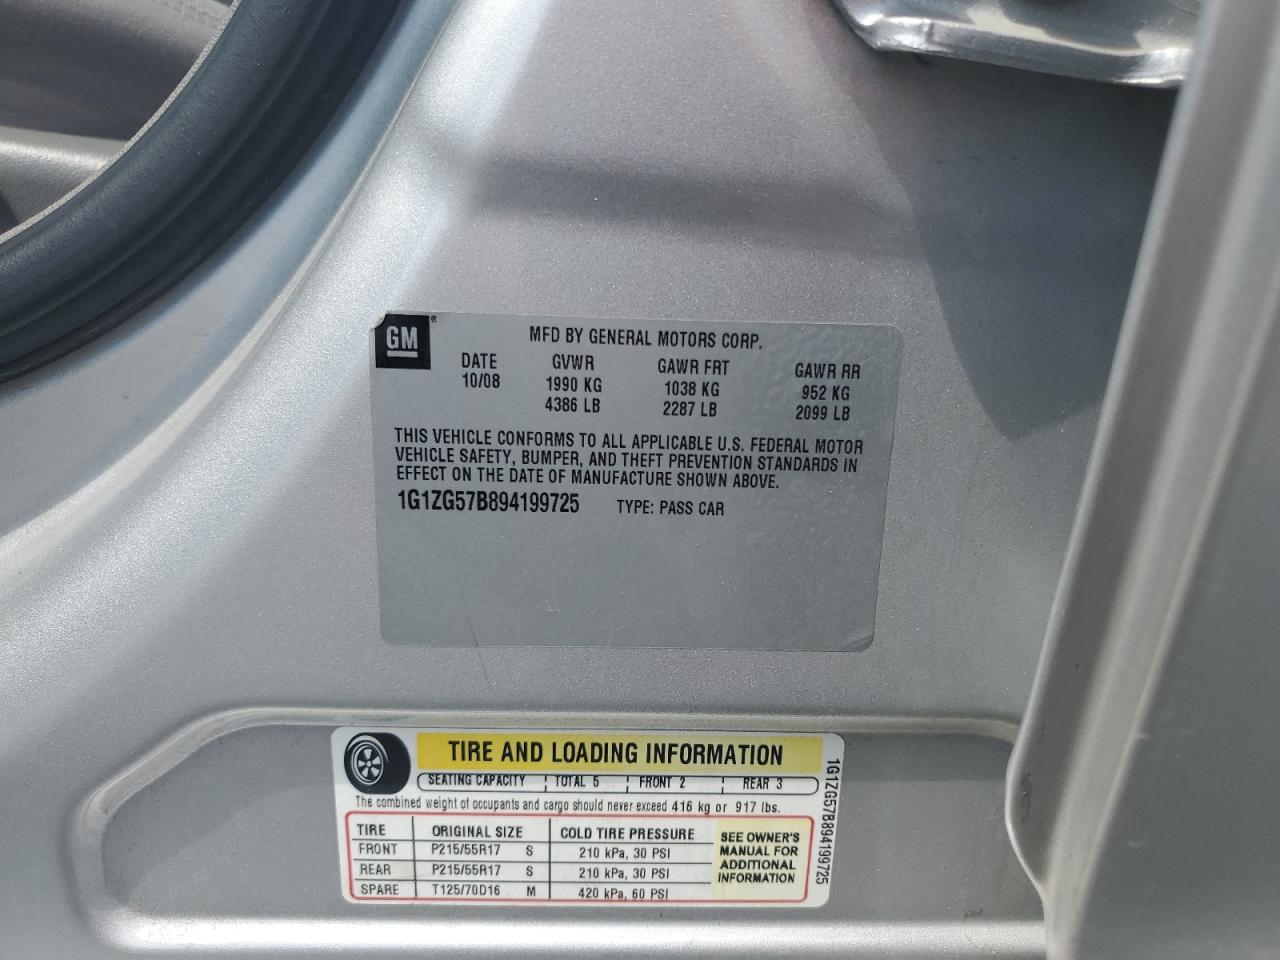 GM
MFD BY GENERAL MOTORS CORP.
DATE GVWR GAWR FRT GAWR RR
10/08 1990 KG 1038 KG 952 KG
4386 LB 2287 LB 2099 LB
THIS VEHICLE CONFORMS TO ALL APPLICABLE U.S. FEDERAL MOTOR
VEHICLE SAFETY, BUMPER, AND THEFT PREVENTION STANDARDS IN
EFFECT ON THE DATE OF MANUFACTURE SHOWN ABOVE.
1G1ZG57B894199725 TYPE: PASS CAR
TIRE AND LOADING INFORMATION
SEATING CAPACITY TOTAL 5 FRONT 2 REAR 3
The combined weight of occupants and cargo should never exceed 416 kg or 917 lbs.
TIRE ORIGINAL SIZE COLD TIRE PRESSURE
FRONT P215/55R17 S 210 kPa, 30 PSI
REAR P215/55R17 S 210 kPa, 30 PSI
SPARE T125/70D16 M 420 kPa, 60 PSI
SEE OWNER'S
MANUAL FOR
ADDITIONAL
INFORMATION
1G1ZG57B894199725